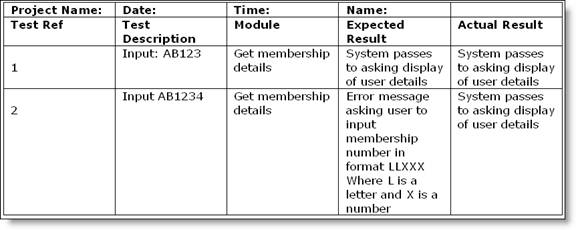 Project Name: Date: Time: Name:
Test Ref Test Description Module Expected Result Actual Result
1 Input: AB123 Get membership details System passes to asking display of user details System passes to asking display of user details
2 Input AB1234 Get membership details Error message asking user to input membership number in format LLXXX Where L is a letter and X is a number System passes to asking display of user details